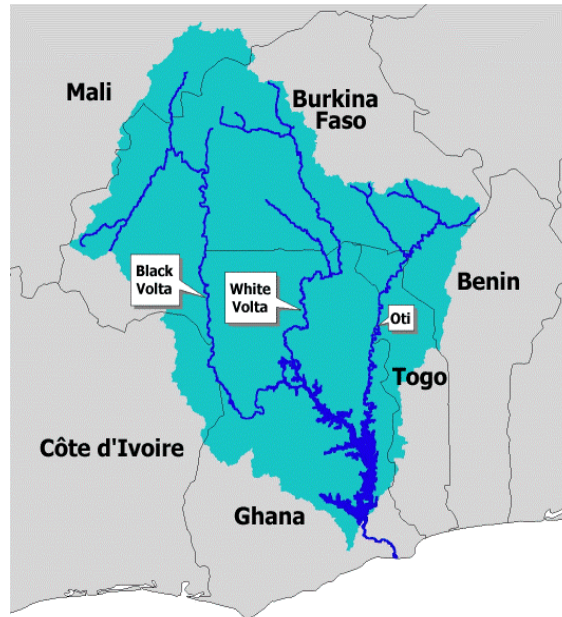 Mali
Burkina
Faso
Black
Volta
White
Volta
Benin
Oti
Togo
Côte d'Ivoire
Ghana